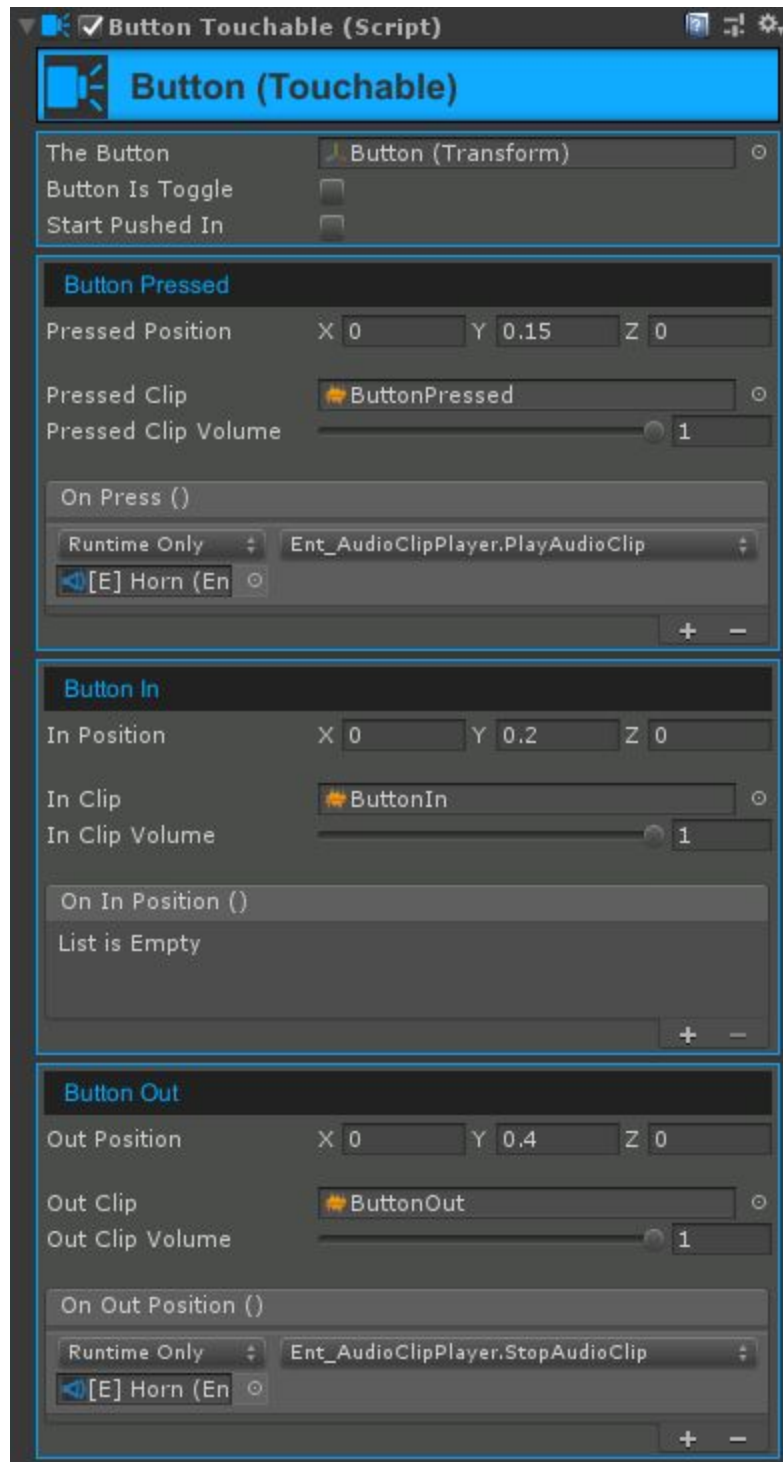 Button Touchable (Script)
Button (Touchable)
The Button Button (Transform)
Button Is Toggle
Start Pushed In
Button Pressed
Pressed Position X 0 Y 0.15 Z 0
Pressed Clip ButtonPressed
Pressed Clip Volume 1
On Press ()
Runtime Only Ent_AudioClipPlayer.PlayAudioClip
[E] Horn (En
+ −
Button In
In Position X 0 Y 0.2 Z 0
In Clip ButtonIn
In Clip Volume 1
On In Position ()
List is Empty
+ −
Button Out
Out Position X 0 Y 0.4 Z 0
Out Clip ButtonOut
Out Clip Volume 1
On Out Position ()
Runtime Only Ent_AudioClipPlayer.StopAudioClip
[E] Horn (En
+ −